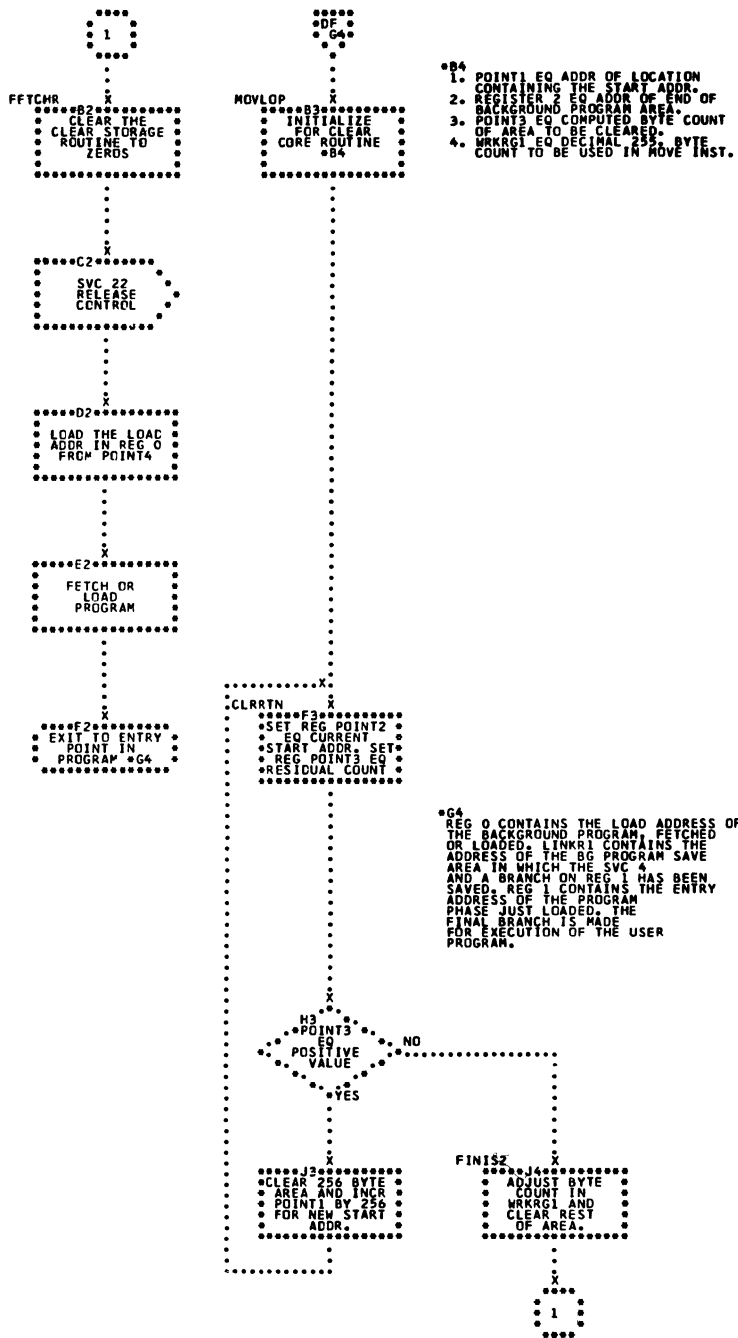 1
FFTCHR
B2
CLEAR THE
CLEAR STORAGE
ROUTINE TO
ZEROS
C2
SVC 22
RELEASE
CONTROL
D2
LOAD THE LOAD
ADDR IN REG 0
FROM POINT4
E2
FETCH OR
LOAD
PROGRAM
F2
EXIT TO ENTRY
POINT IN
PROGRAM *G4
DF
G4
MOVLOP
B3
INITIALIZE
FOR CLEAR
CORE ROUTINE
*B4
CLRRTN
F3
SET REG POINT2
EQ CURRENT
START ADDR. SET
REG POINT3 EQ
RESIDUAL COUNT
H3
POINT3
EQ
POSITIVE
VALUE
NO
YES
J3
CLEAR 256 BYTE
AREA AND INCR
POINT1 BY 256
FOR NEW START
ADDR.
FINIS2
J4
ADJUST BYTE
COUNT IN
WRKRG1 AND
CLEAR REST
OF AREA.
1
*B4
1. POINT1 EQ ADDR OF LOCATION
CONTAINING THE START ADDR.
2. REGISTER 2 EQ ADDR OF END OF
BACKGROUND PROGRAM AREA.
3. POINT3 EQ COMPUTED BYTE COUNT
OF AREA TO BE CLEARED.
4. WRKRG1 EQ DECIMAL 255. BYTE
COUNT TO BE USED IN MOVE INST.
*G4
REG 0 CONTAINS THE LOAD ADDRESS OF
THE BACKGROUND PROGRAM, FETCHED
OR LOADED. LINKR1 CONTAINS THE
ADDRESS OF THE BG PROGRAM SAVE
AREA IN WHICH THE SVC 4
AND A BRANCH ON REG 1 HAS BEEN
SAVED. REG 1 CONTAINS THE ENTRY
ADDRESS OF THE PROGRAM
PHASE JUST LOADED. THE
FINAL BRANCH IS MADE
FOR EXECUTION OF THE USER
PROGRAM.